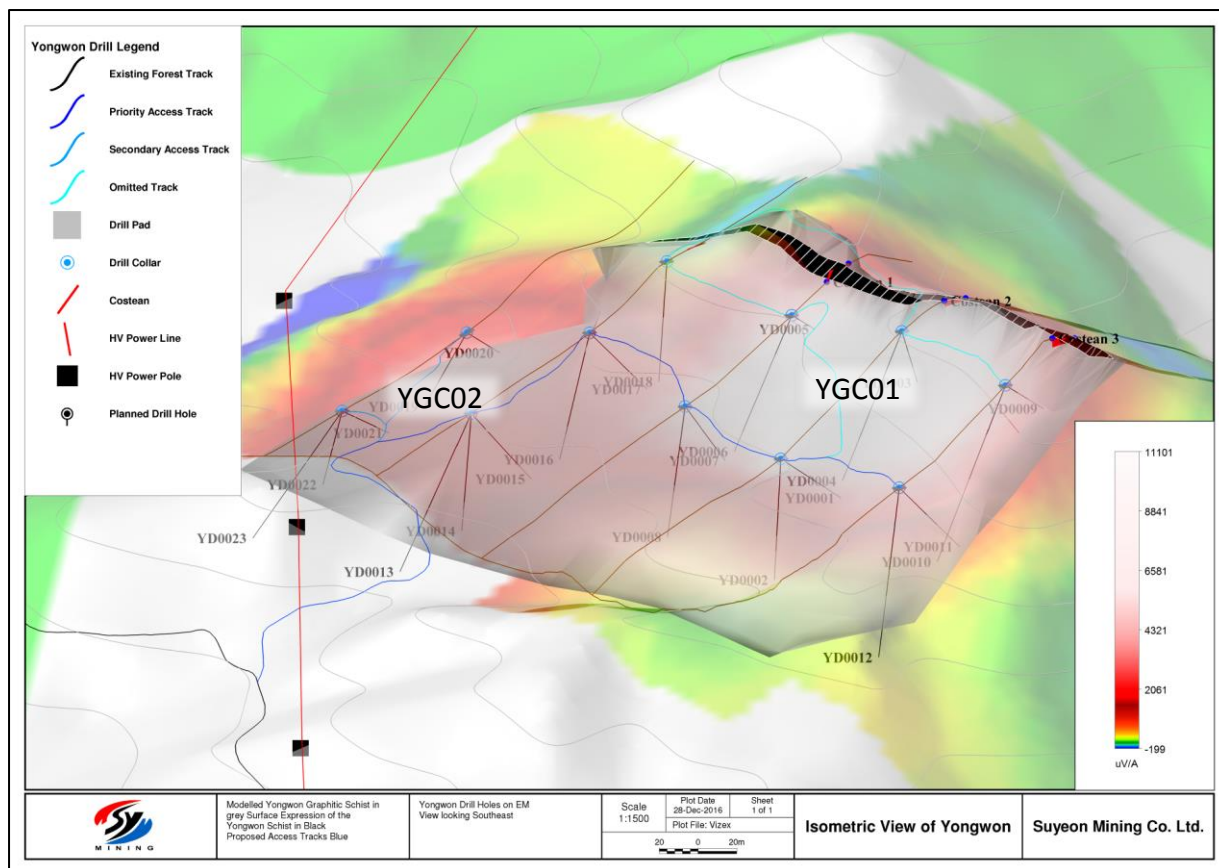 Yongwon Drill Legend
Existing Forest Track
Priority Access Track
Secondary Access Track
Omitted Track
Drill Pad
Drill Collar
Costean
HV Power Line
HV Power Pole
Planned Drill Hole
1
Costean 2
Costean 3
YD0005
YD0020
YD0018
YD0017
YGC02
YGC01
YD0009
YD0021
YD0006
YD0007
YD0016
YD0015
YD0004
YD0001
YD0022
YD0023
YD0014
YD0008
YD0011
YD0010
YD0013
YD0002
YD0012
11101
8841
6581
4321
2061
-199
uV/A
SY
MINING
Modelled Yongwon Graphitic Schist in
grey Surface Expression of the
Yongwon Schist in Black
Proposed Access Tracks Blue
Yongwon Drill Holes on EM
View looking Southeast
Scale
1:1500
Plot Date
28-Dec-2016
Sheet
1 of 1
Plot File: Vizex
20 0 20m
Isometric View of Yongwon
Suyeon Mining Co. Ltd.